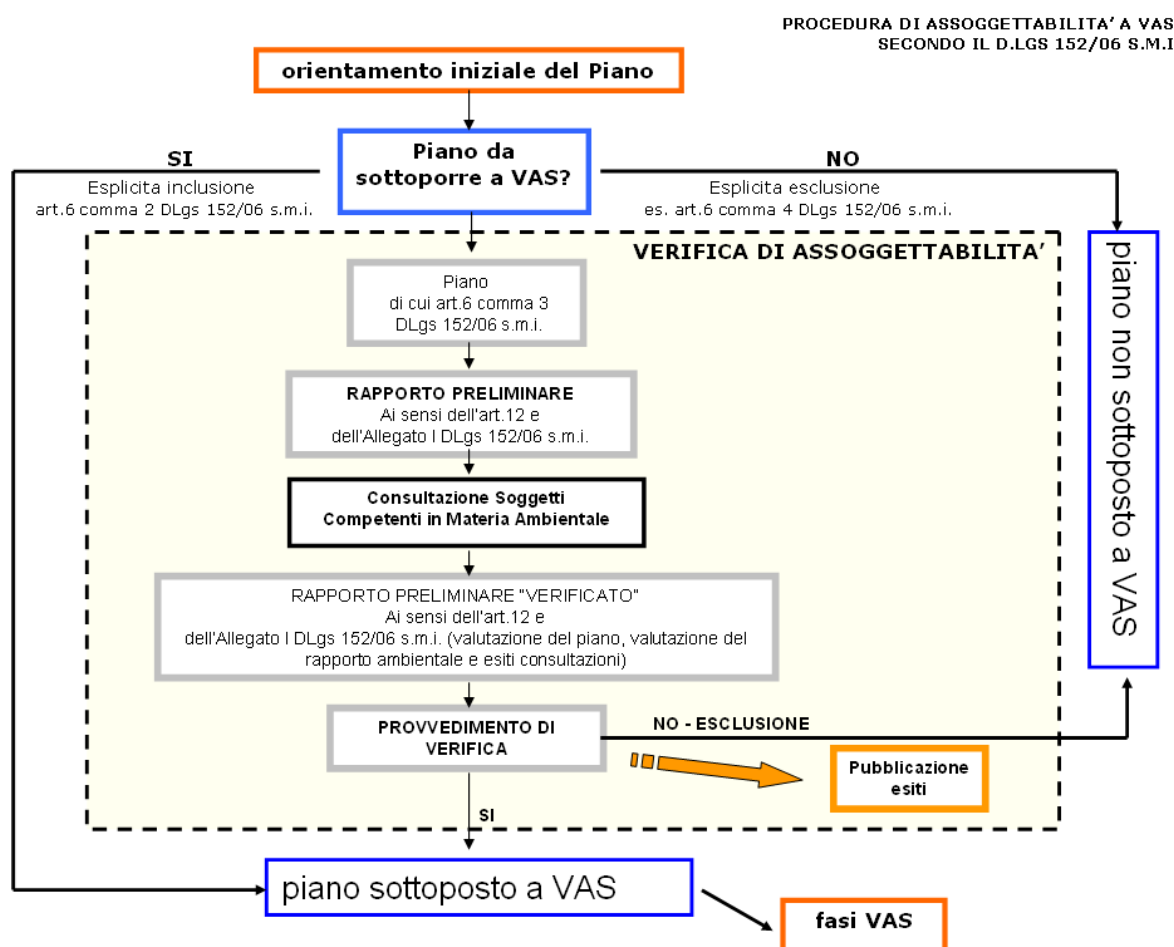 PROCEDURA DI ASSOGGETTABILITA’ A VAS
SECONDO IL D.LGS 152/06 S.M.I
orientamento iniziale del Piano
Piano da
sottoporre a VAS?
SI
Esplicita inclusione
art.6 comma 2 DLgs 152/06 s.m.i.
NO
Esplicita esclusione
es. art.6 comma 4 DLgs 152/06 s.m.i.
VERIFICA DI ASSOGGETTABILITA’
Piano
di cui art.6 comma 3
DLgs 152/06 s.m.i.
RAPPORTO PRELIMINARE
Ai sensi dell'art.12 e
dell'Allegato I DLgs 152/06 s.m.i.
Consultazione Soggetti
Competenti in Materia Ambientale
RAPPORTO PRELIMINARE "VERIFICATO"
Ai sensi dell'art.12 e
dell'Allegato I DLgs 152/06 s.m.i. (valutazione del piano, valutazione del
rapporto ambientale e esiti consultazioni)
PROVVEDIMENTO DI
VERIFICA
NO - ESCLUSIONE
Pubblicazione
esiti
SI
piano non sottoposto a VAS
piano sottoposto a VAS
fasi VAS